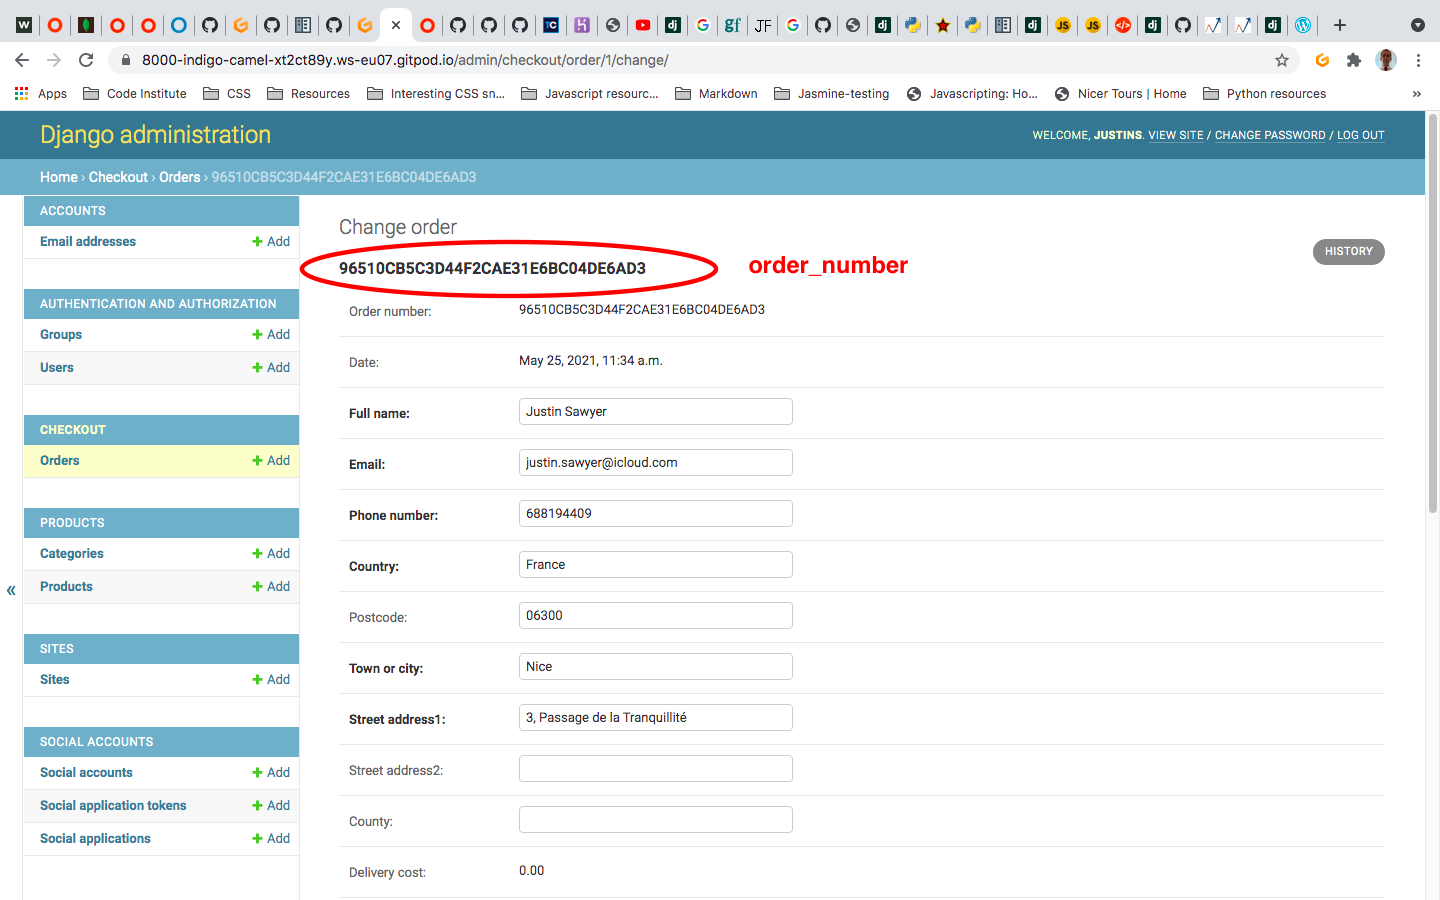 8000-indigo-camel-xt2ct89y.ws-eu07.gitpod.io/admin/checkout/order/1/change/
Apps Code Institute CSS Resources Interesting CSS sn... Javascript resourc... Markdown Jasmine-testing Javascripting: Ho... Nicer Tours | Home Python resources »
Django administration
WELCOME, JUSTINS. VIEW SITE / CHANGE PASSWORD / LOG OUT
Home › Checkout › Orders › 96510CB5C3D44F2CAE31E6BC04DE6AD3
ACCOUNTS
Email addresses + Add
AUTHENTICATION AND AUTHORIZATION
Groups + Add
Users + Add
CHECKOUT
Orders + Add
PRODUCTS
Categories + Add
Products + Add
SITES
Sites + Add
SOCIAL ACCOUNTS
Social accounts + Add
Social application tokens + Add
Social applications + Add
«
Change order
HISTORY
96510CB5C3D44F2CAE31E6BC04DE6AD3
order_number
Order number: 96510CB5C3D44F2CAE31E6BC04DE6AD3
Date: May 25, 2021, 11:34 a.m.
Full name: Justin Sawyer
Email: justin.sawyer@icloud.com
Phone number: 688194409
Country: France
Postcode: 06300
Town or city: Nice
Street address1: 3, Passage de la Tranquillité
Street address2:
County:
Delivery cost: 0.00